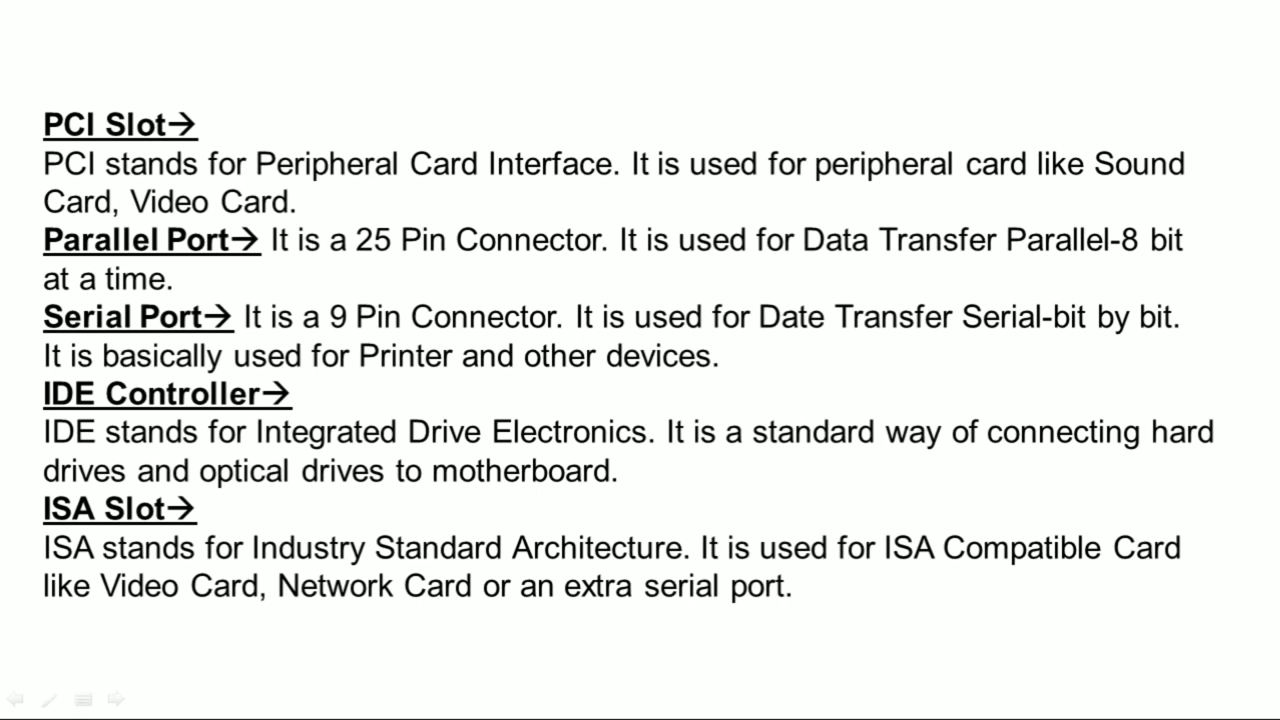 PCI Slot→
PCI stands for Peripheral Card Interface. It is used for peripheral card like Sound
Card, Video Card.
Parallel Port→ It is a 25 Pin Connector. It is used for Data Transfer Parallel-8 bit
at a time.
Serial Port→ It is a 9 Pin Connector. It is used for Date Transfer Serial-bit by bit.
It is basically used for Printer and other devices.
IDE Controller→
IDE stands for Integrated Drive Electronics. It is a standard way of connecting hard
drives and optical drives to motherboard.
ISA Slot→
ISA stands for Industry Standard Architecture. It is used for ISA Compatible Card
like Video Card, Network Card or an extra serial port.